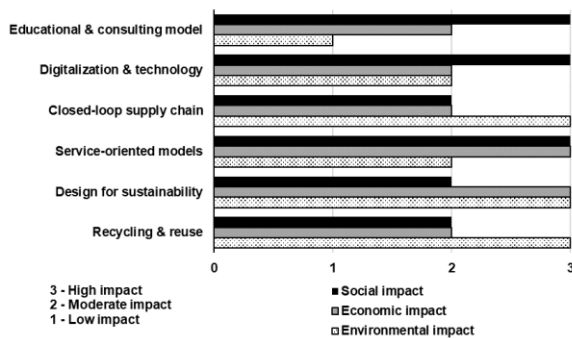 Educational & consulting model
Digitalization & technology
Closed-loop supply chain
Service-oriented models
Design for sustainability
Recycling & reuse
0 1 2 3
3 - High impact
2 - Moderate impact
1 - Low impact
Social impact
Economic impact
Environmental impact